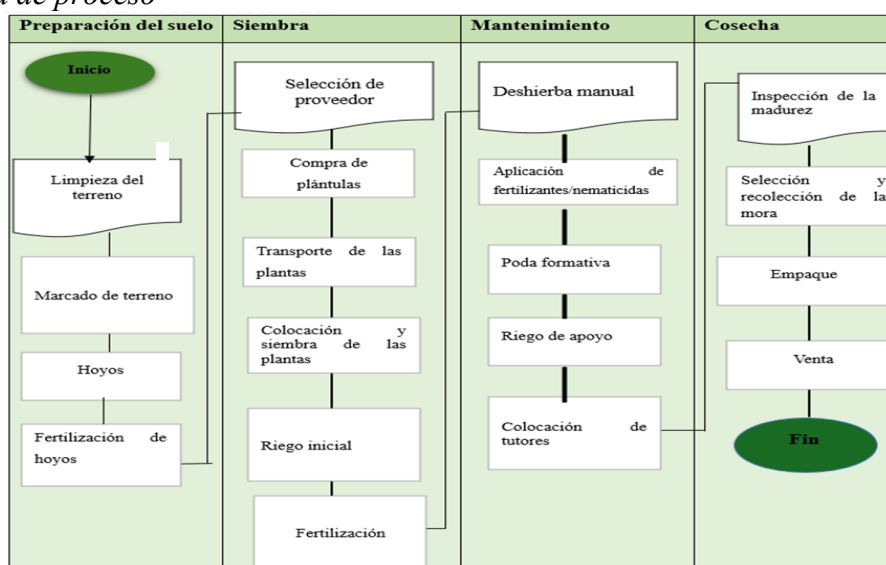 a de proceso
Preparación del suelo
Siembra
Mantenimiento
Cosecha
Inicio
Limpieza del
terreno
Marcado de terreno
Hoyos
Fertilización de
hoyos
Selección de
proveedor
Compra de
plántulas
Transporte de las
plantas
Colocación y
siembra de las
plantas
Riego inicial
Fertilización
Deshierba manual
Aplicación de
fertilizantes/nematicidas
Poda formativa
Riego de apoyo
Colocación de
tutores
Inspección de la
madurez
Selección y
recolección de la
mora
Empaque
Venta
Fin